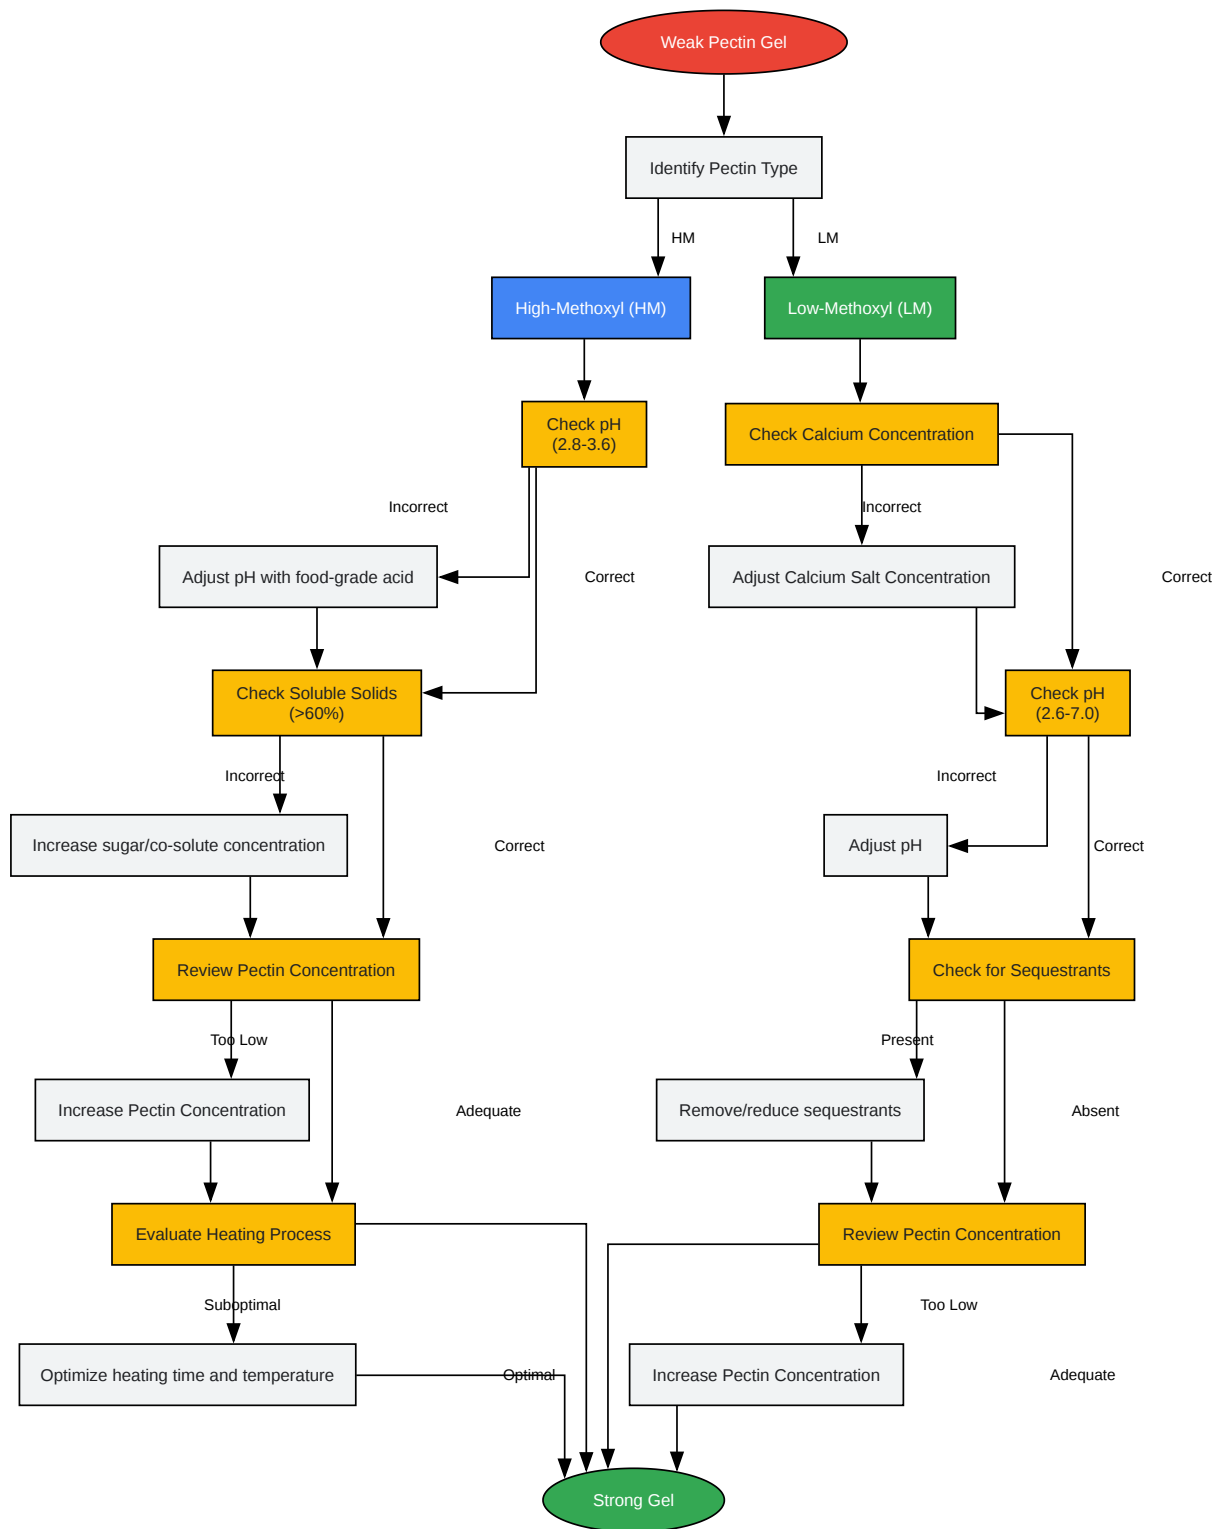 Weak Pectin Gel
Identify Pectin Type
HM
LM
High-Methoxyl (HM)
Low-Methoxyl (LM)
Check pH
(2.8-3.6)
Check Calcium Concentration
Incorrect
Incorrect
Adjust pH with food-grade acid
Correct
Adjust Calcium Salt Concentration
Correct
Check Soluble Solids
(>60%)
Check pH
(2.6-7.0)
Incorrect
Incorrect
Increase sugar/co-solute concentration
Correct
Adjust pH
Correct
Review Pectin Concentration
Check for Sequestrants
Too Low
Present
Increase Pectin Concentration
Adequate
Remove/reduce sequestrants
Absent
Evaluate Heating Process
Review Pectin Concentration
Suboptimal
Too Low
Optimize heating time and temperature
Optimal
Increase Pectin Concentration
Adequate
Strong Gel